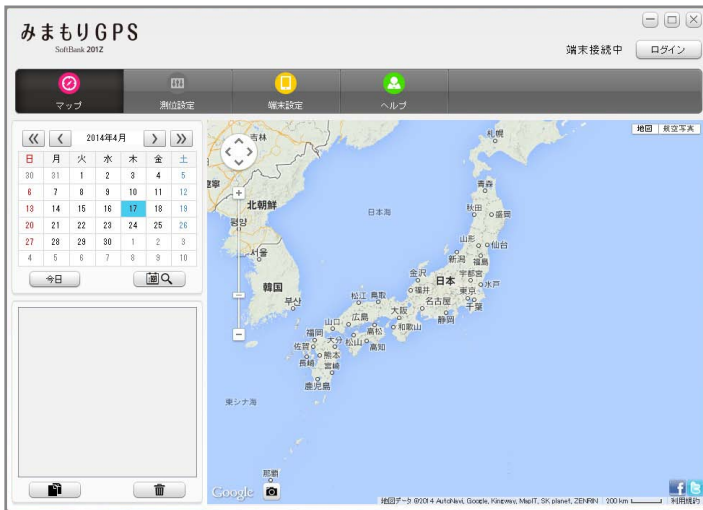 みまもりGPS
SoftBank 201Z
端末接続中 ログイン
マップ 測位設定 端末設定 ヘルプ
2014年4月
日 月 火 水 木 金 土
30 31 1 2 3 4 5
6 7 8 9 10 11 12
13 14 15 16 17 18 19
20 21 22 23 24 25 26
27 28 29 30 1 2 3
4 5 6 7 8 9 10
今日
地図 航空写真
吉林
札幌
北朝鮮
평양
日本海
青森
秋田
盛岡
山形
仙台
서울
新潟 福島
韓国
金沢
日本
宇都宮
水戸
福井
東京
松江 鳥取
名古屋
千葉
부산
大阪
静岡
山口
広島
和歌山
福岡
高松
佐賀
大分
松山
高知
熊本
長崎
宮崎
鹿児島
東シナ海
那覇
Google
地図データ ©2014 AutoNavi, Google, Kingway, MapIT, SK planet, ZENRIN 200 km 利用規約